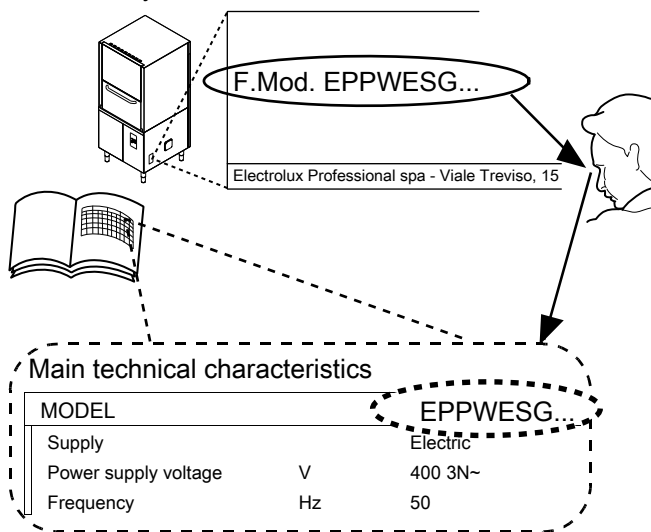 F.Mod. EPPWESG...
Electrolux Professional spa - Viale Treviso, 15
Main technical characteristics
MODEL EPPWESG...
Supply Electric
Power supply voltage V 400 3N~
Frequency Hz 50